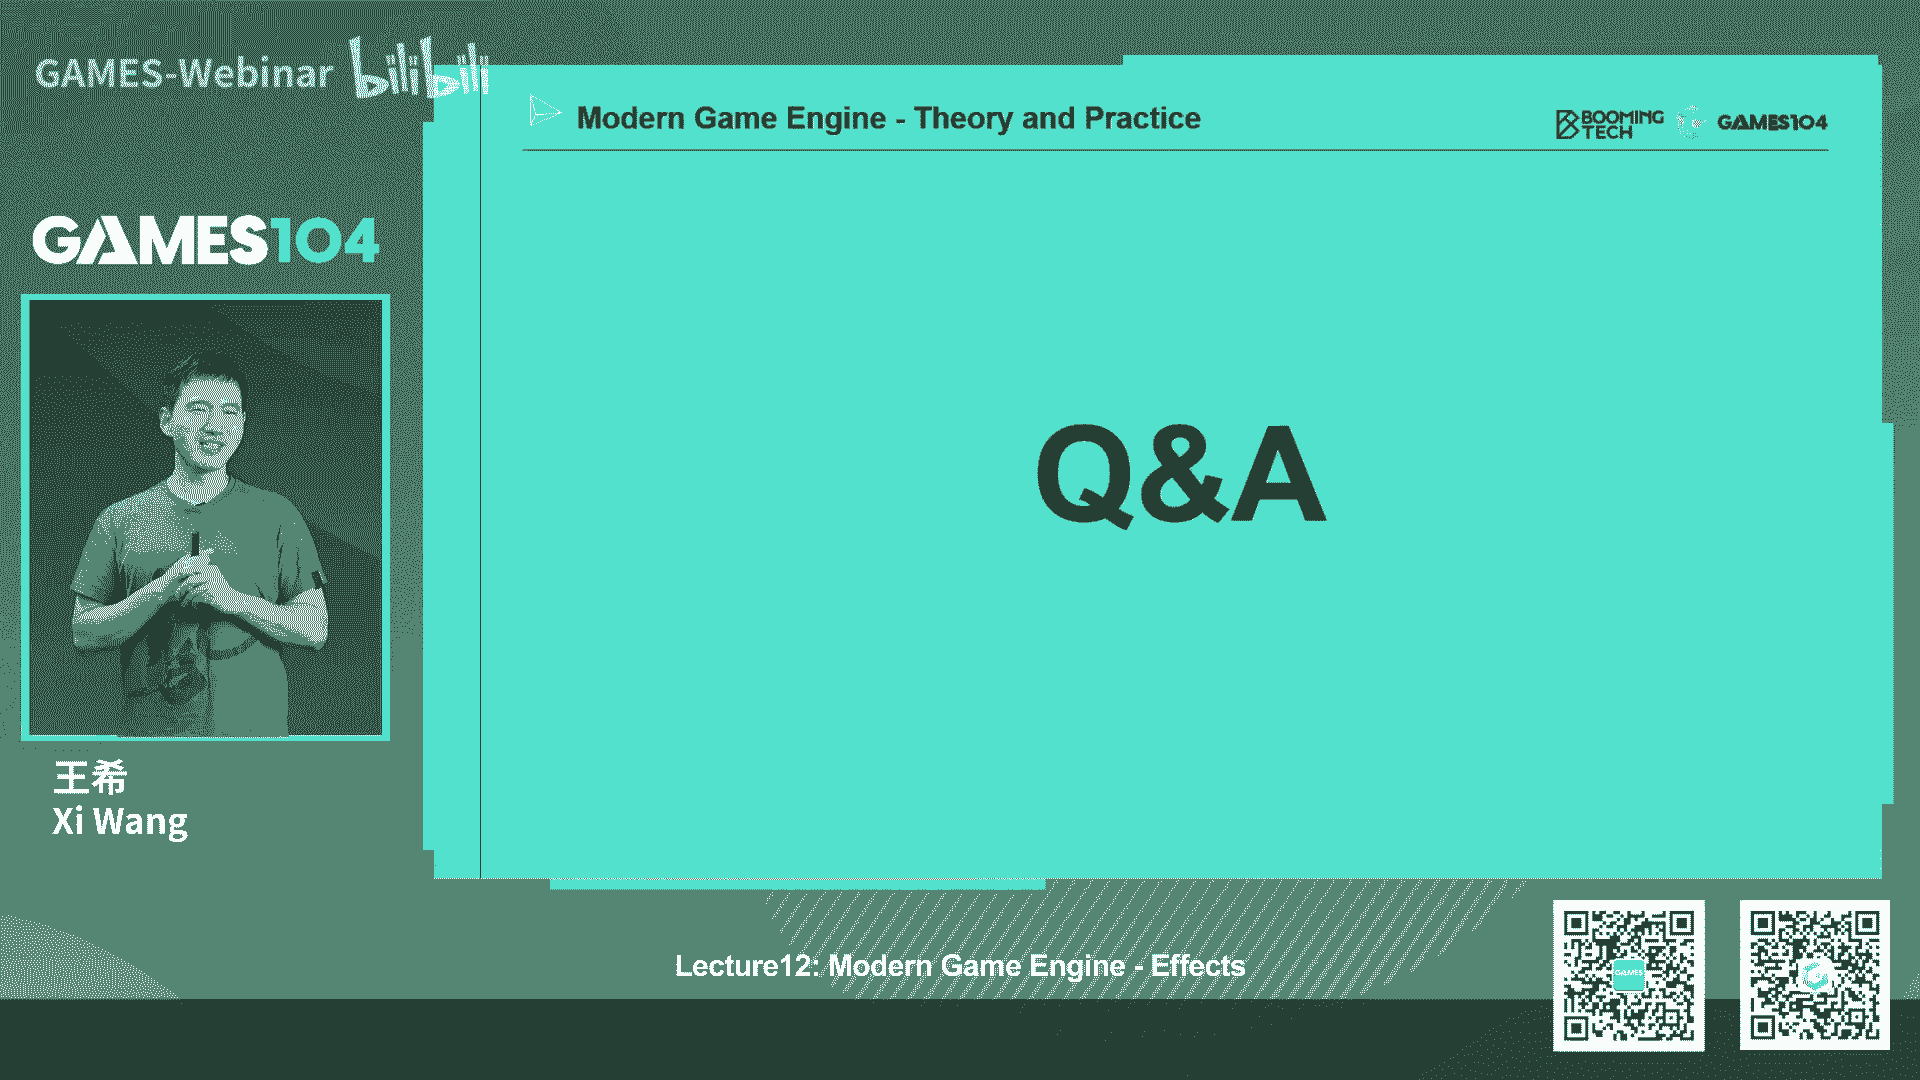 GAMES-Webinar bilibili
Modern Game Engine - Theory and Practice
BOOMING
TECH
GAMES104
GAMES104
Q&A
王希
Xi Wang
Lecture12: Modern Game Engine - Effects
GAMES